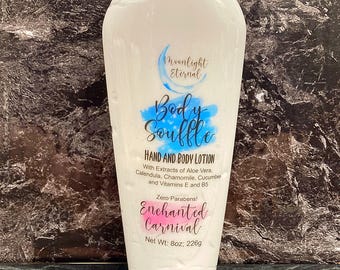 Moonlight
Eternal
Body
Souffle
HAND AND BODY LOTION
With Extracts of Aloe Vera,
Calendula, Chamomile, Cucumber
and Vitamins E and B5
Zero Parabens!
Enchanted
Carnival
Net Wt: 8oz; 226g